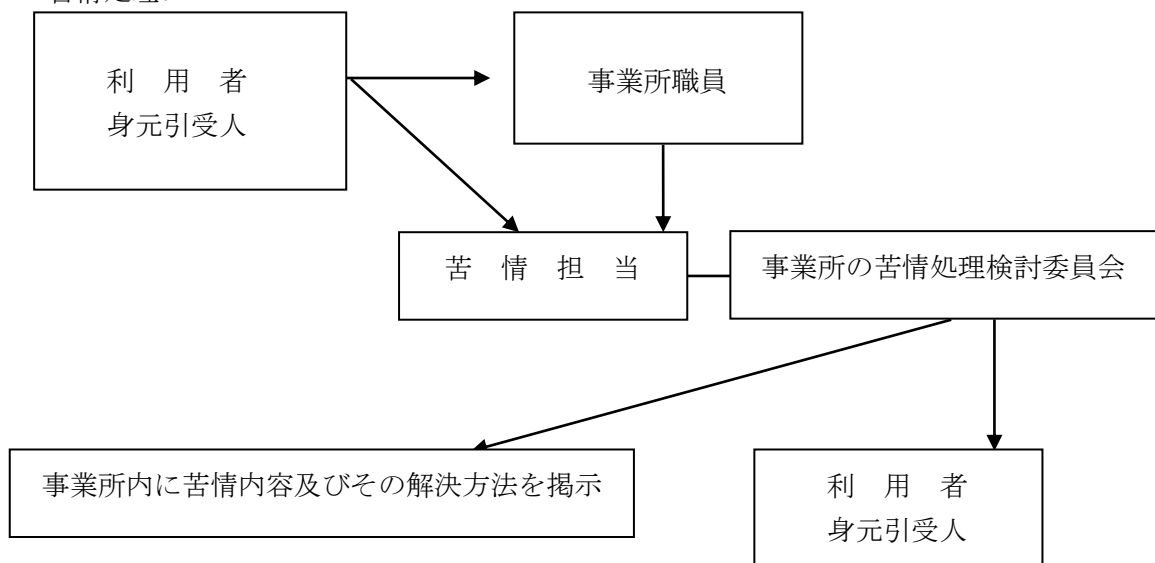 利　用　者
身元引受人
事業所職員
苦　情　担　当
事業所の苦情処理検討委員会
事業所内に苦情内容及びその解決方法を掲示
利　用　者
身元引受人